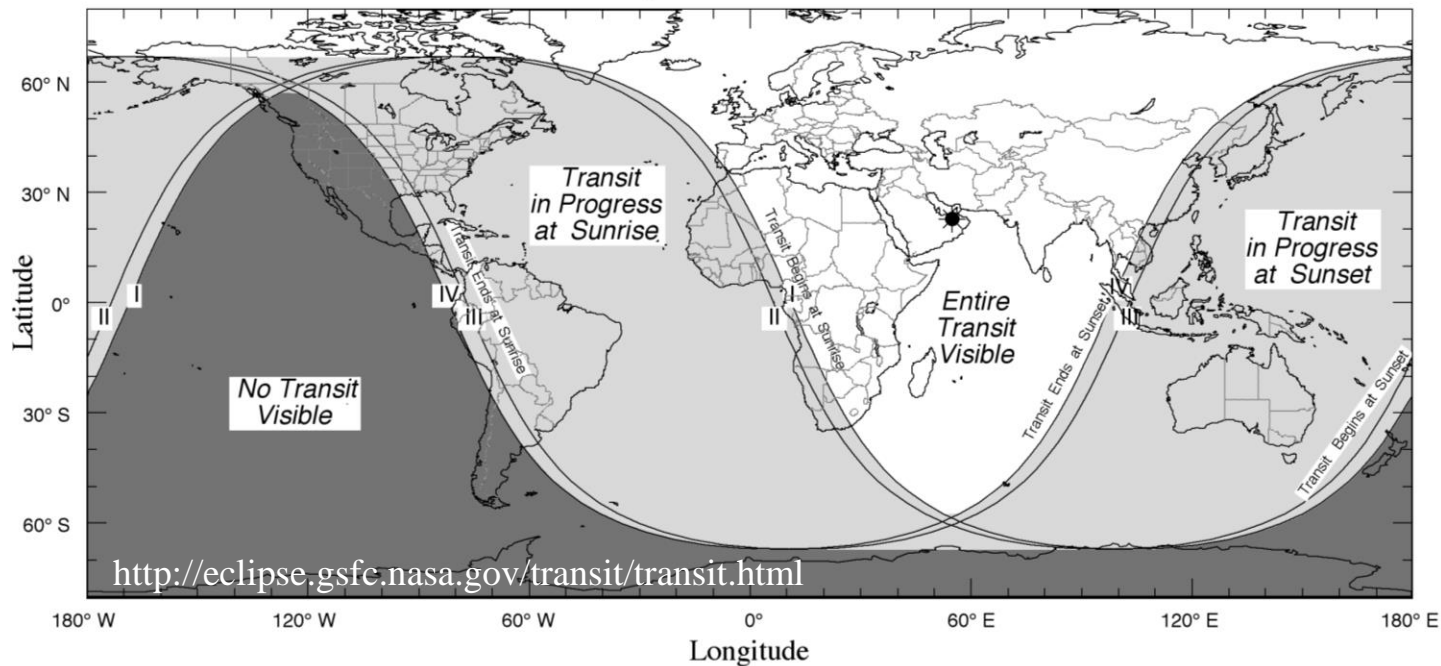 60° N
30° N
0°
30° S
60° S
Latitude
Transit
in Progress
at Sunrise
Transit
in Progress
at Sunset
Entire
Transit
Visible
No Transit
Visible
I
II
IV
III
Transit Ends at Sunrise
I
II
Transit Begins at Sunrise
IV
III
Transit Ends at Sunset
Transit Begins at Sunset
http://eclipse.gsfc.nasa.gov/transit/transit.html
180° W
120° W
60° W
0°
60° E
120° E
180° E
Longitude